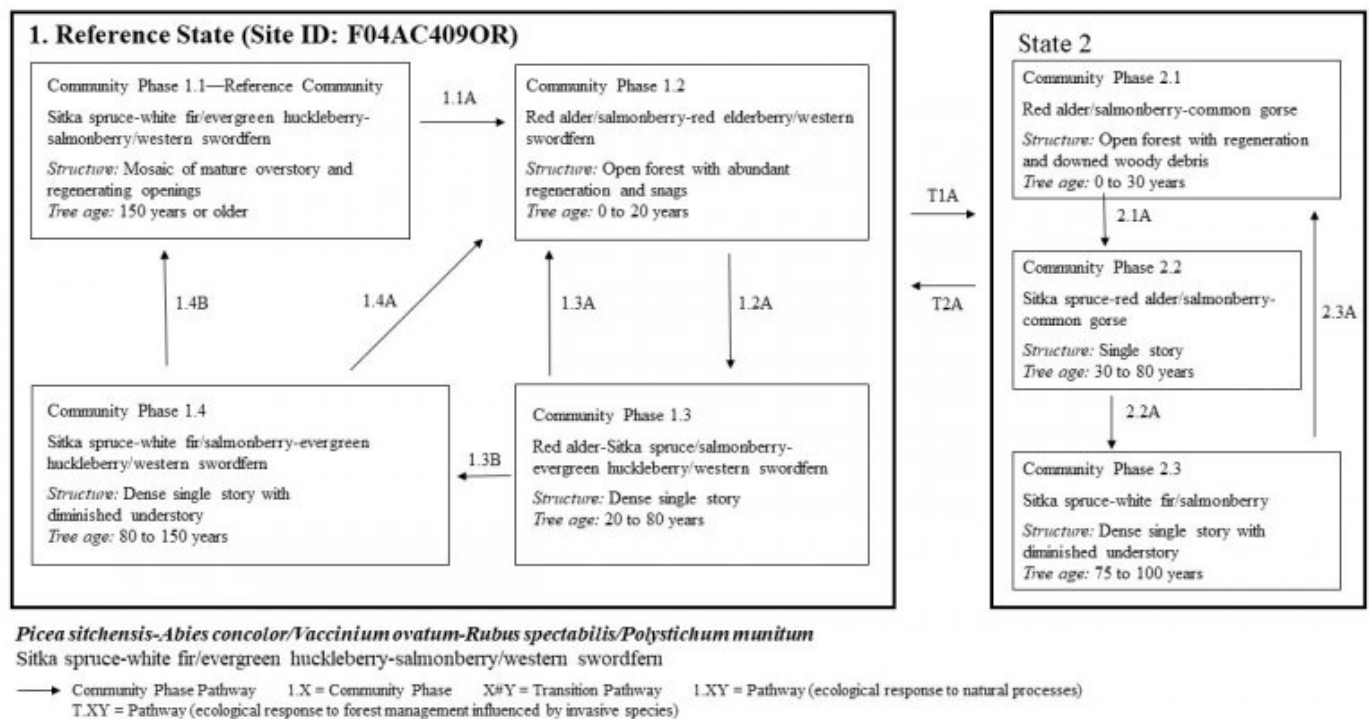 1. Reference State (Site ID: F04AC409OR)
Community Phase 1.1—Reference Community
Sitka spruce-white fir/evergreen huckleberry-
salmonberry/western swordfern
Structure: Mosaic of mature overstory and
regenerating openings
Tree age: 150 years or older
1.1A
Community Phase 1.2
Red alder/salmonberry-red elderberry/western
swordfern
Structure: Open forest with abundant
regeneration and snags
Tree age: 0 to 20 years
1.4B
1.4A
1.3A
1.2A
Community Phase 1.4
Sitka spruce-white fir/salmonberry-evergreen
huckleberry/western swordfern
Structure: Dense single story with
diminished understory
Tree age: 80 to 150 years
1.3B
Community Phase 1.3
Red alder-Sitka spruce/salmonberry-
evergreen huckleberry/western swordfern
Structure: Dense single story
Tree age: 20 to 80 years
T1A
T2A
State 2
Community Phase 2.1
Red alder/salmonberry-common gorse
Structure: Open forest with regeneration
and downed woody debris
Tree age: 0 to 30 years
2.1A
Community Phase 2.2
Sitka spruce-red alder/salmonberry-
common gorse
Structure: Single story
Tree age: 30 to 80 years
2.3A
2.2A
Community Phase 2.3
Sitka spruce-white fir/salmonberry
Structure: Dense single story with
diminished understory
Tree age: 75 to 100 years
Picea sitchensis-Abies concolor/Vaccinium ovatum-Rubus spectabilis/Polystichum munitum
Sitka spruce-white fir/evergreen huckleberry-salmonberry/western swordfern
Community Phase Pathway 1.X = Community Phase X#Y = Transition Pathway 1.XY = Pathway (ecological response to natural processes)
T.XY = Pathway (ecological response to forest management influenced by invasive species)